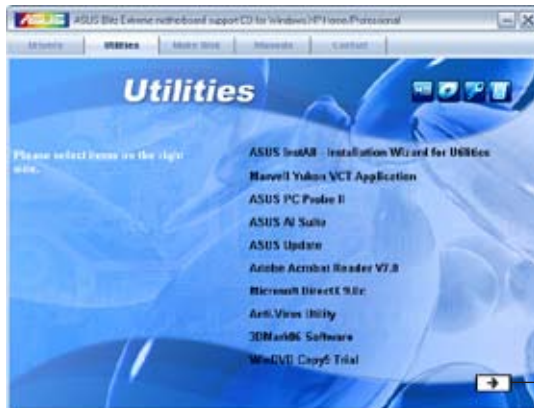 ASUS ASUS Blitz Extreme motherboard support CD for Windows XP Home/Professional
Drivers Utilities Make Disk Manuals Contact
Utilities
Please select items on the right
side.
ASUS InstAll - Installation Wizard for Utilities
Marvell Yukon VCT Application
ASUS PC Probe II
ASUS AI Suite
ASUS Update
Adobe Acrobat Reader V7.0
Microsoft DirectX 9.0c
Anti-Virus Utility
3DMark06 Software
WinDVD Copy5 Trial